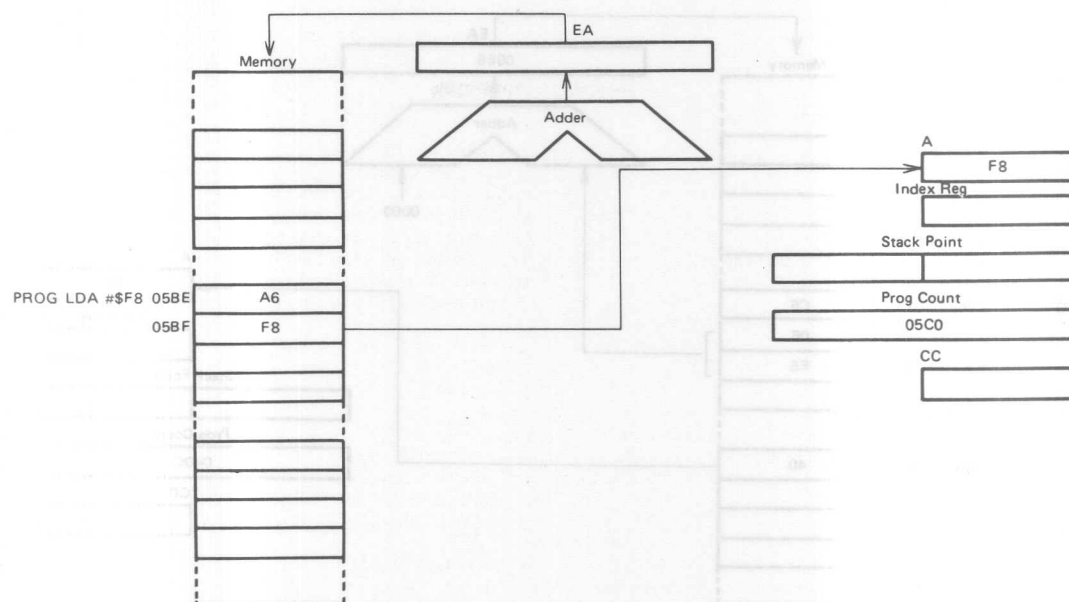 EA
Memory
Adder
A
F8
Index Reg
Stack Point
PROG LDA #$F8 05BE A6
Prog Count
05BF F8
05C0
CC